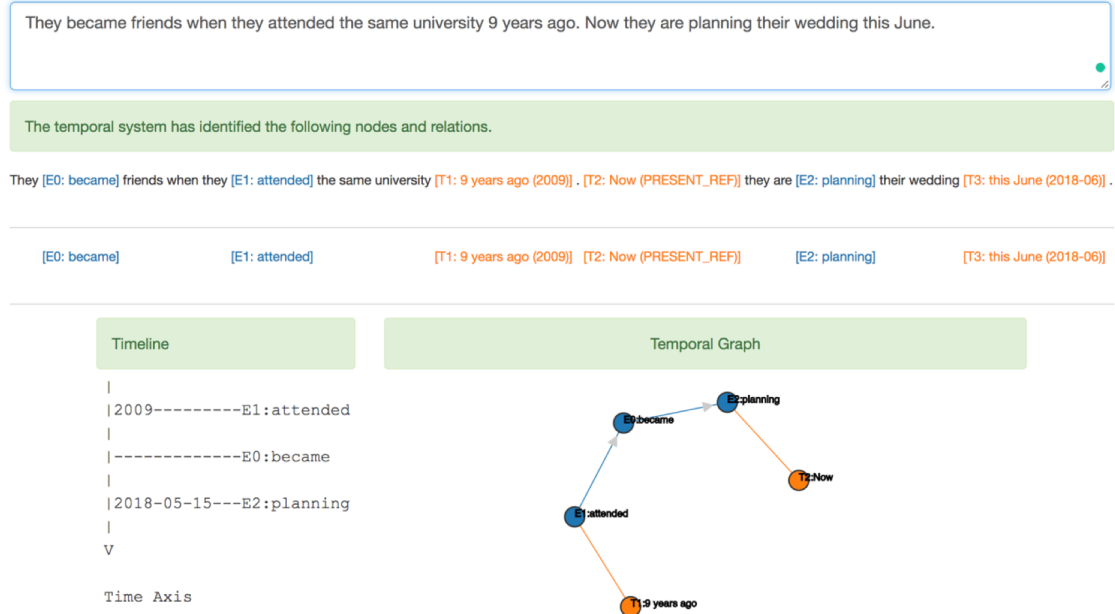 They became friends when they attended the same university 9 years ago. Now they are planning their wedding this June.
The temporal system has identified the following nodes and relations.
They [E0: became] friends when they [E1: attended] the same university [T1: 9 years ago (2009)] . [T2: Now (PRESENT_REF)] they are [E2: planning] their wedding [T3: this June (2018-06)] .
[E0: became] [E1: attended] [T1: 9 years ago (2009)] [T2: Now (PRESENT_REF)] [E2: planning] [T3: this June (2018-06)]
Timeline
|
|2009---------E1:attended
|
|-------------E0:became
|
|2018-05-15---E2:planning
|
V
Time Axis
Temporal Graph
E2:planning
E0:became
T2:Now
E1:attended
T1:9 years ago